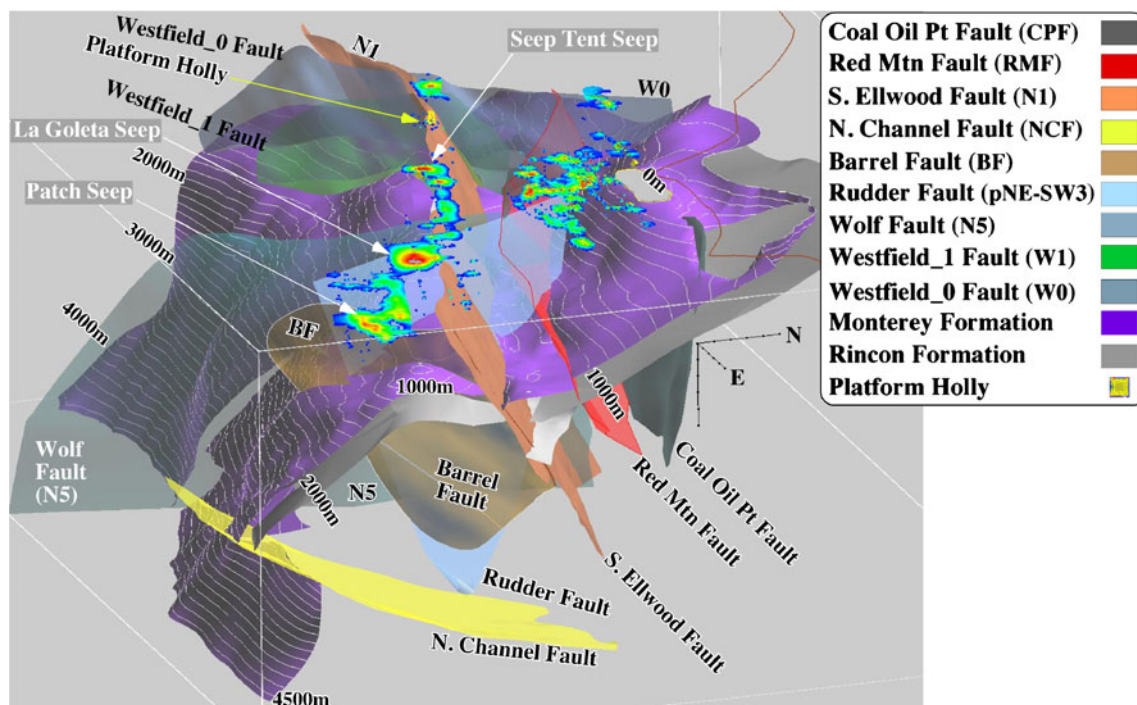 Westfield_0 Fault
N1
Platform Holly
Seep Tent Seep
Westfield_1 Fault
W0
La Goleta Seep
2000m
0m
Patch Seep
3000m
4000m
BF
1000m
N
E
1000m
Wolf
Fault
(N5)
Barrel
Fault
N5
2000m
Coal Oil Pt Fault
Red Mtn Fault
S. Ellwood Fault
Rudder Fault
N. Channel Fault
4500m
Coal Oil Pt Fault (CPF)
Red Mtn Fault (RMF)
S. Ellwood Fault (N1)
N. Channel Fault (NCF)
Barrel Fault (BF)
Rudder Fault (pNE-SW3)
Wolf Fault (N5)
Westfield_1 Fault (W1)
Westfield_0 Fault (W0)
Monterey Formation
Rincon Formation
Platform Holly